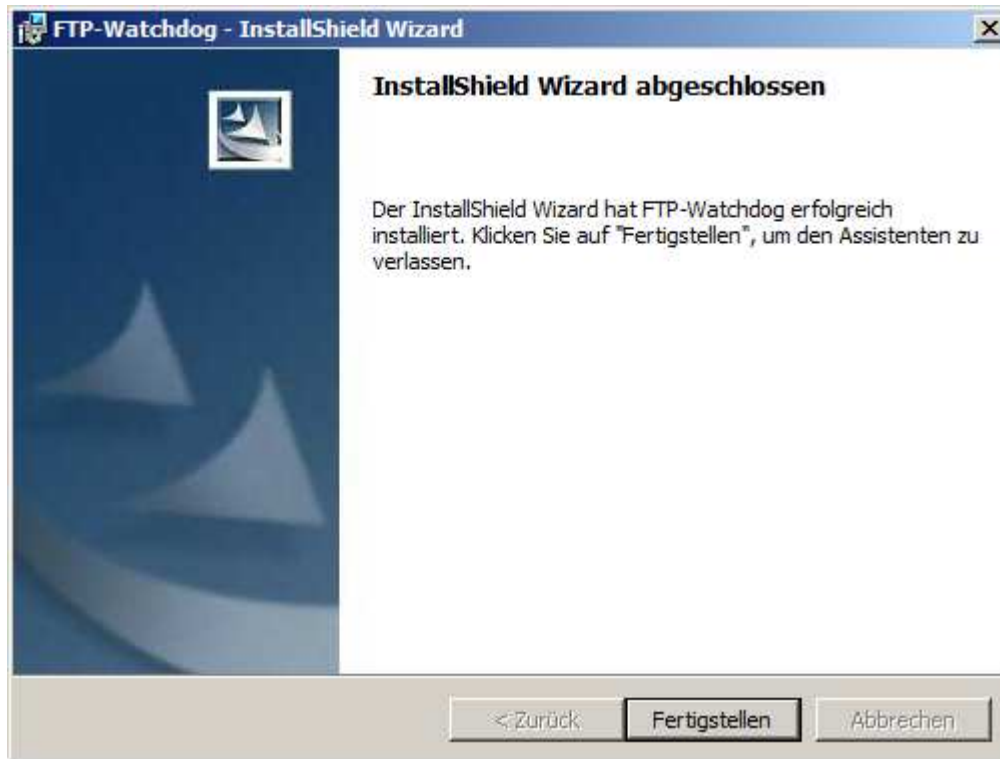 FTP-Watchdog - InstallShield Wizard
InstallShield Wizard abgeschlossen
Der InstallShield Wizard hat FTP-Watchdog erfolgreich
installiert. Klicken Sie auf "Fertigstellen", um den Assistenten zu
verlassen.
< Zurück
Fertigstellen
Abbrechen